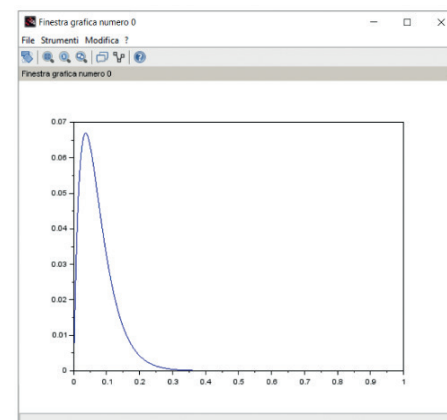 Finestra grafica numero 0
File Strumenti Modifica ?
Finestra grafica numero 0
0.07
0.06
0.05
0.04
0.03
0.02
0.01
0
0 0.1 0.2 0.3 0.4 0.5 0.6 0.7 0.8 0.9 1